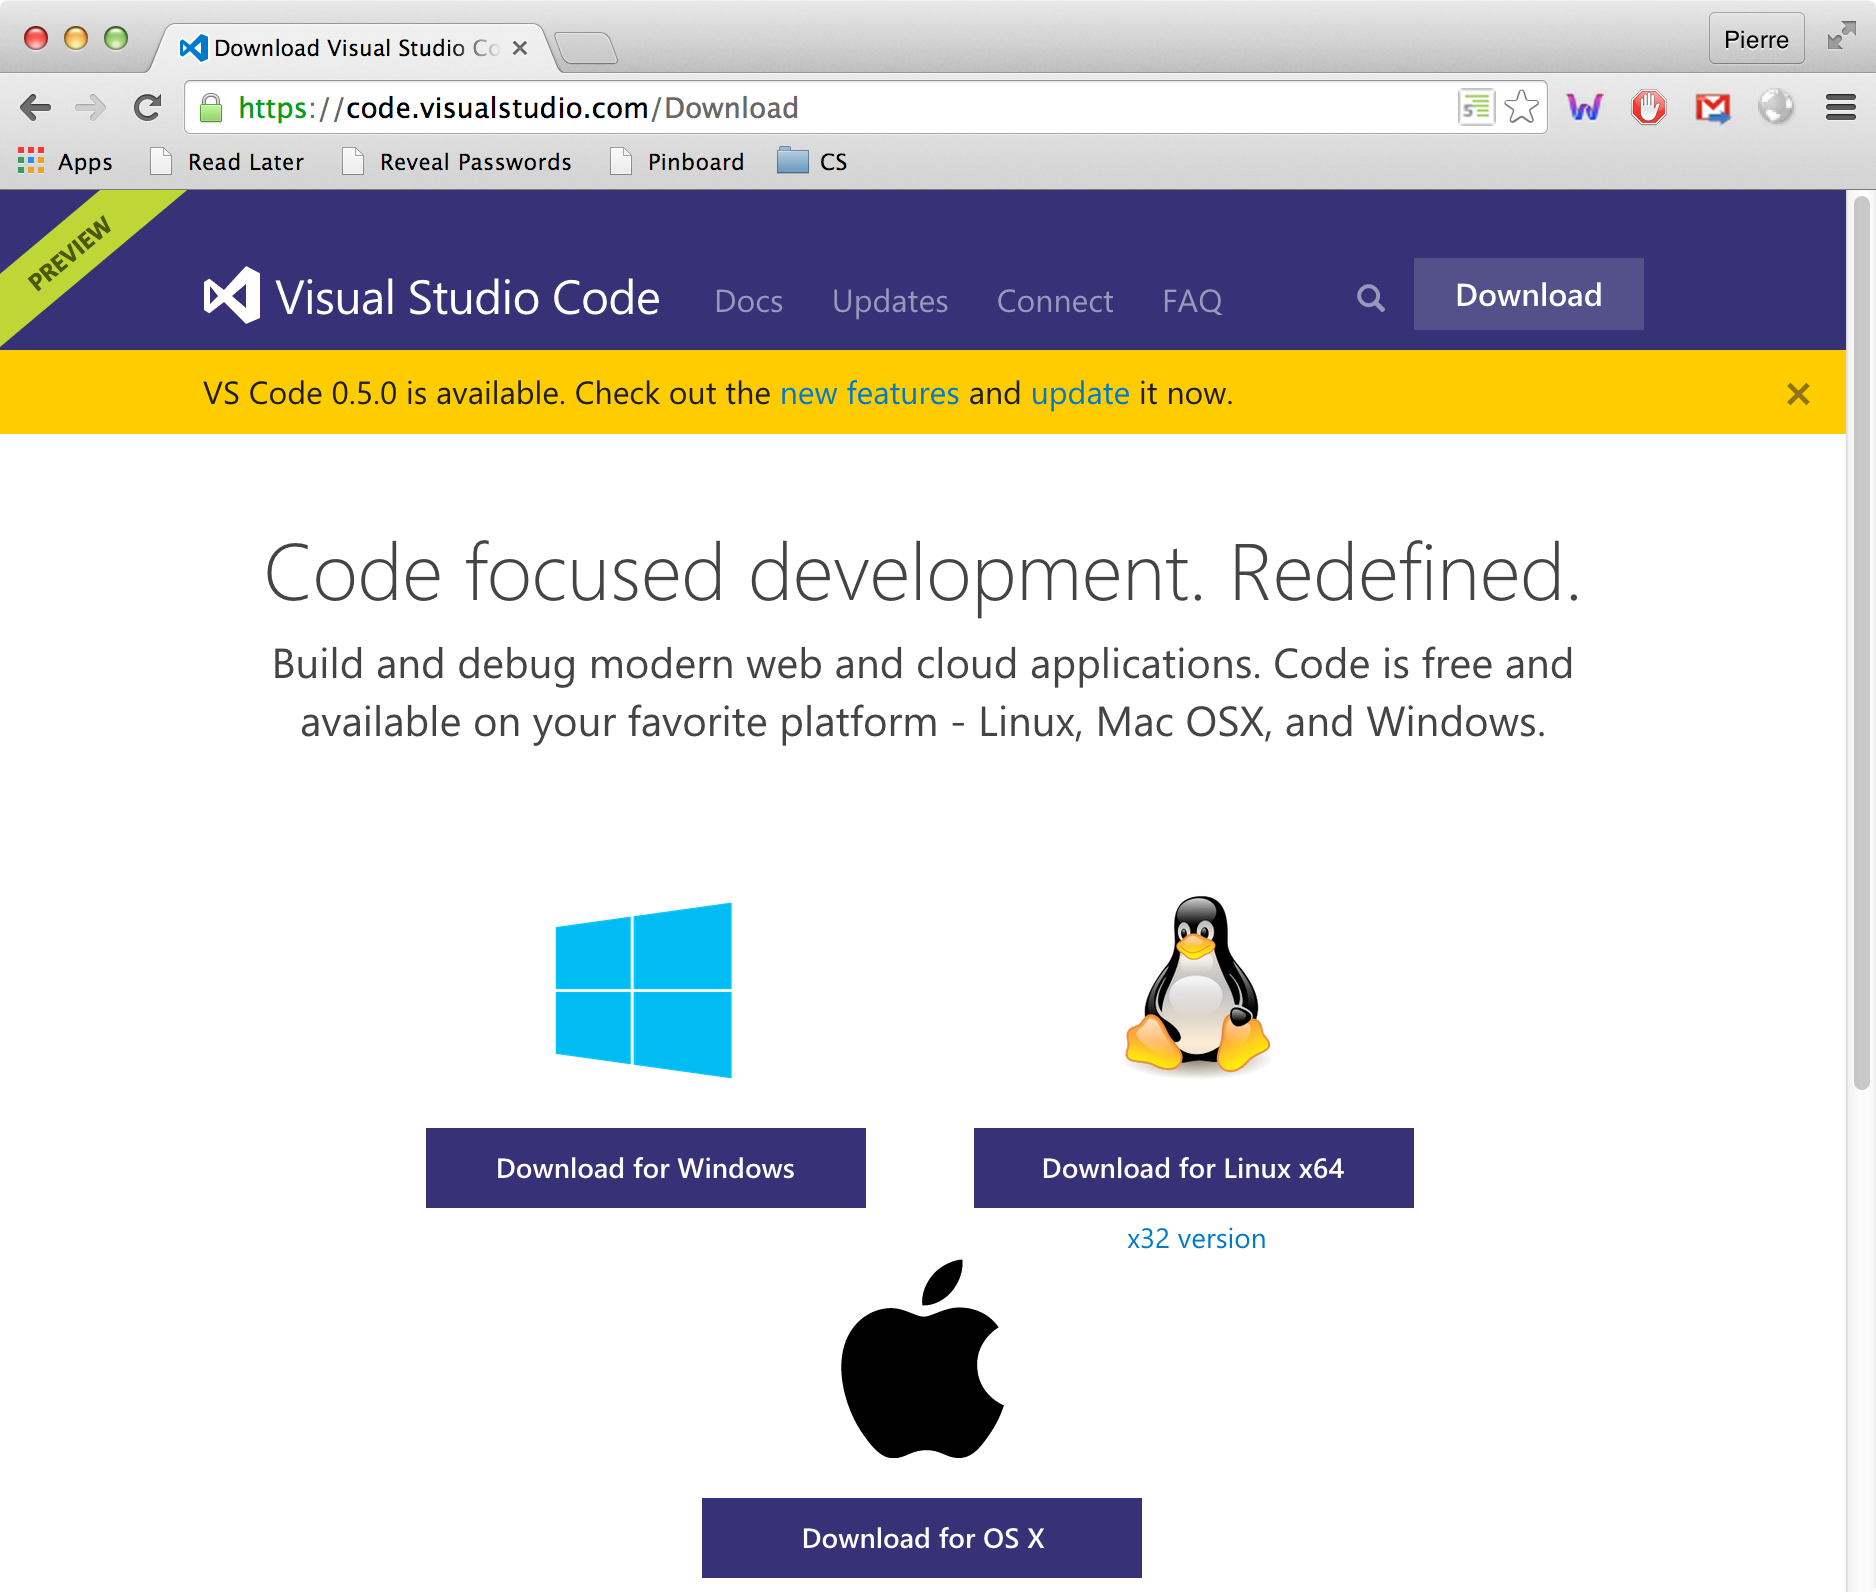 Download Visual Studio Co
Pierre
https://code.visualstudio.com/Download
Apps
Read Later
Reveal Passwords
Pinboard
CS
PREVIEW
Visual Studio Code
Docs
Updates
Connect
FAQ
Download
VS Code 0.5.0 is available. Check out the new features and update it now.
Code focused development. Redefined.
Build and debug modern web and cloud applications. Code is free and
available on your favorite platform - Linux, Mac OSX, and Windows.
Download for Windows
Download for Linux x64
x32 version
Download for OS X